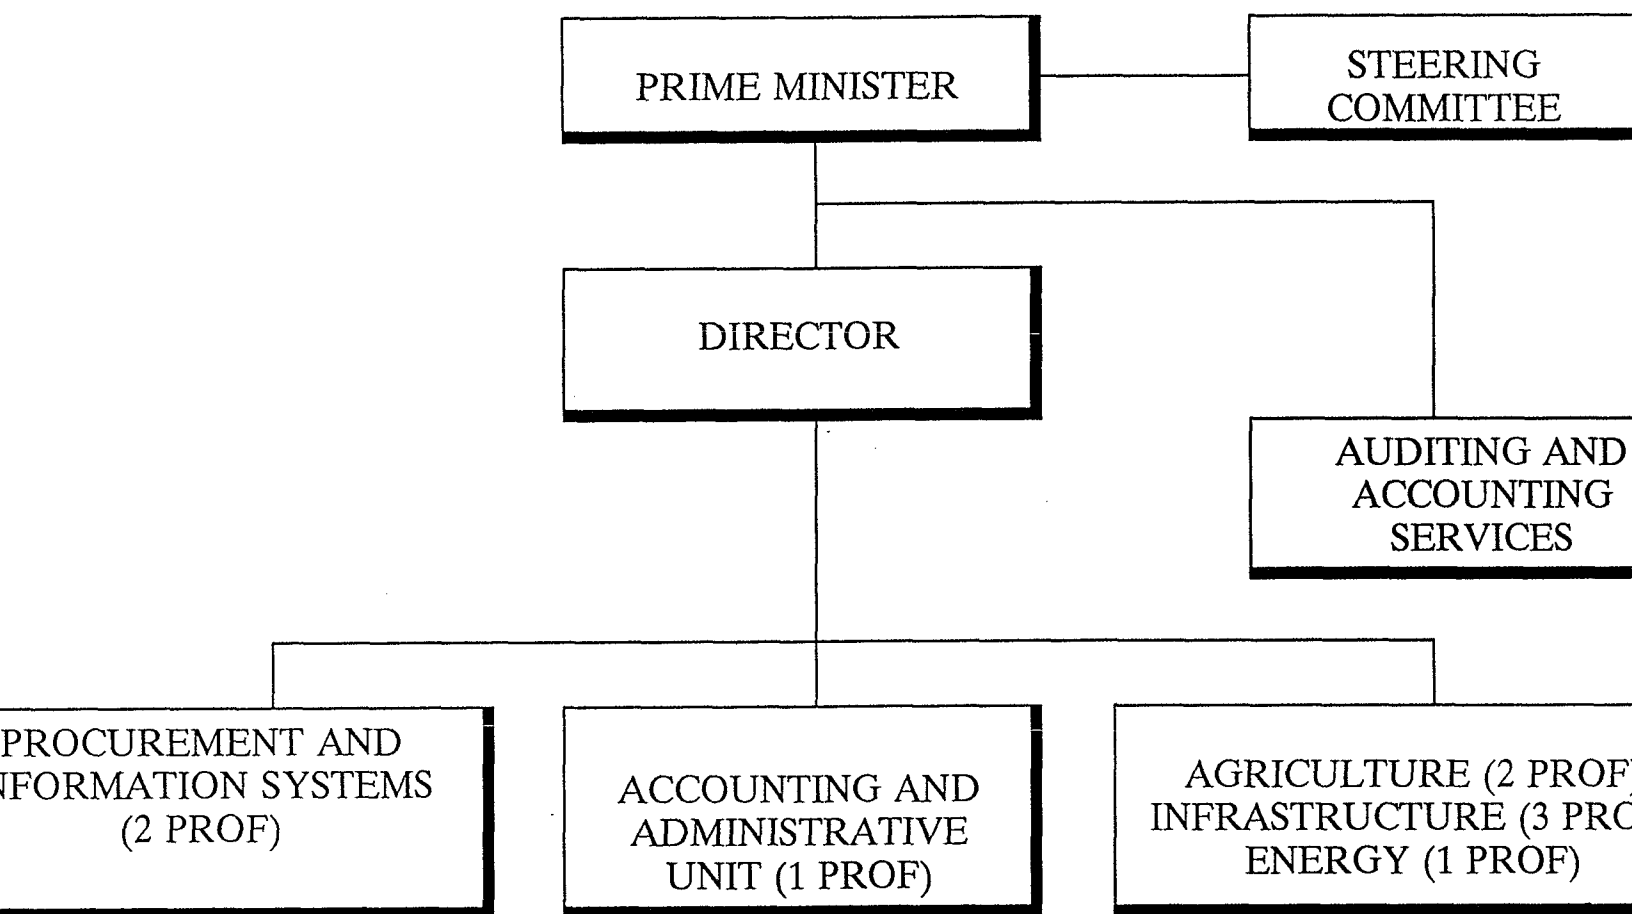 PRIME MINISTER
STEERING
COMMITTEE
DIRECTOR
AUDITING AND
ACCOUNTING
SERVICES
PROCUREMENT AND
NFORMATION SYSTEMS
(2 PROF)
ACCOUNTING AND
ADMINISTRATIVE
UNIT (1 PROF)
AGRICULTURE (2 PROF)
INFRASTRUCTURE (3 PRO
ENERGY (1 PROF)